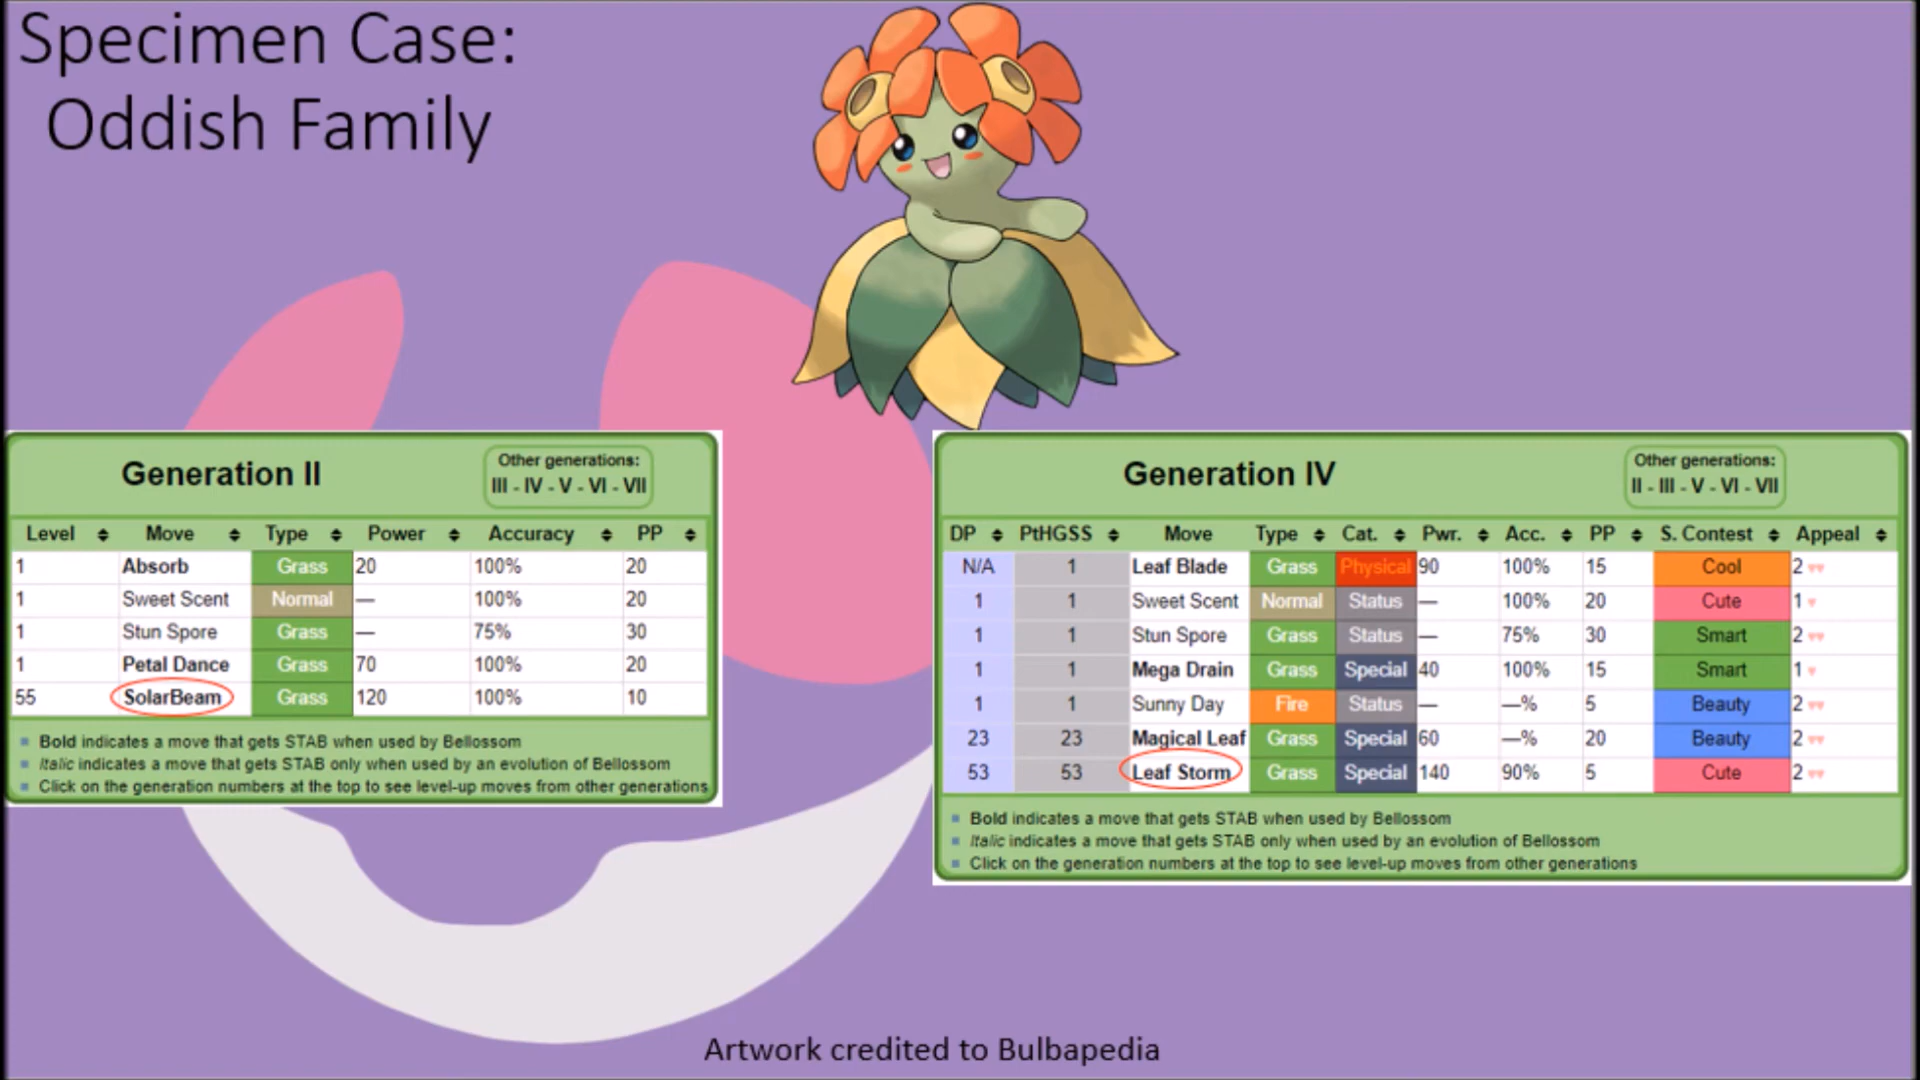 Specimen Case:
Oddish Family
Generation II
Other generations:
III - IV - V - VI - VII
Level Move Type Power Accuracy PP
1 Absorb Grass 20 100% 20
1 Sweet Scent Normal — 100% 20
1 Stun Spore Grass — 75% 30
1 Petal Dance Grass 70 100% 20
55 SolarBeam Grass 120 100% 10
Bold indicates a move that gets STAB when used by Bellossom
Italic indicates a move that gets STAB only when used by an evolution of Bellossom
Click on the generation numbers at the top to see level-up moves from other generations
Generation IV
Other generations:
II - III - V - VI - VII
DP PtHGSS Move Type Cat. Pwr. Acc. PP S. Contest Appeal
N/A 1 Leaf Blade Grass Physical 90 100% 15 Cool 2 ♥♥
1 1 Sweet Scent Normal Status — 100% 20 Cute 1 ♥
1 1 Stun Spore Grass Status — 75% 30 Smart 2 ♥♥
1 1 Mega Drain Grass Special 40 100% 15 Smart 1 ♥
1 1 Sunny Day Fire Status — —% 5 Beauty 2 ♥♥
23 23 Magical Leaf Grass Special 60 —% 20 Beauty 2 ♥♥
53 53 Leaf Storm Grass Special 140 90% 5 Cute 2 ♥♥
Bold indicates a move that gets STAB when used by Bellossom
Italic indicates a move that gets STAB only when used by an evolution of Bellossom
Click on the generation numbers at the top to see level-up moves from other generations
Artwork credited to Bulbapedia